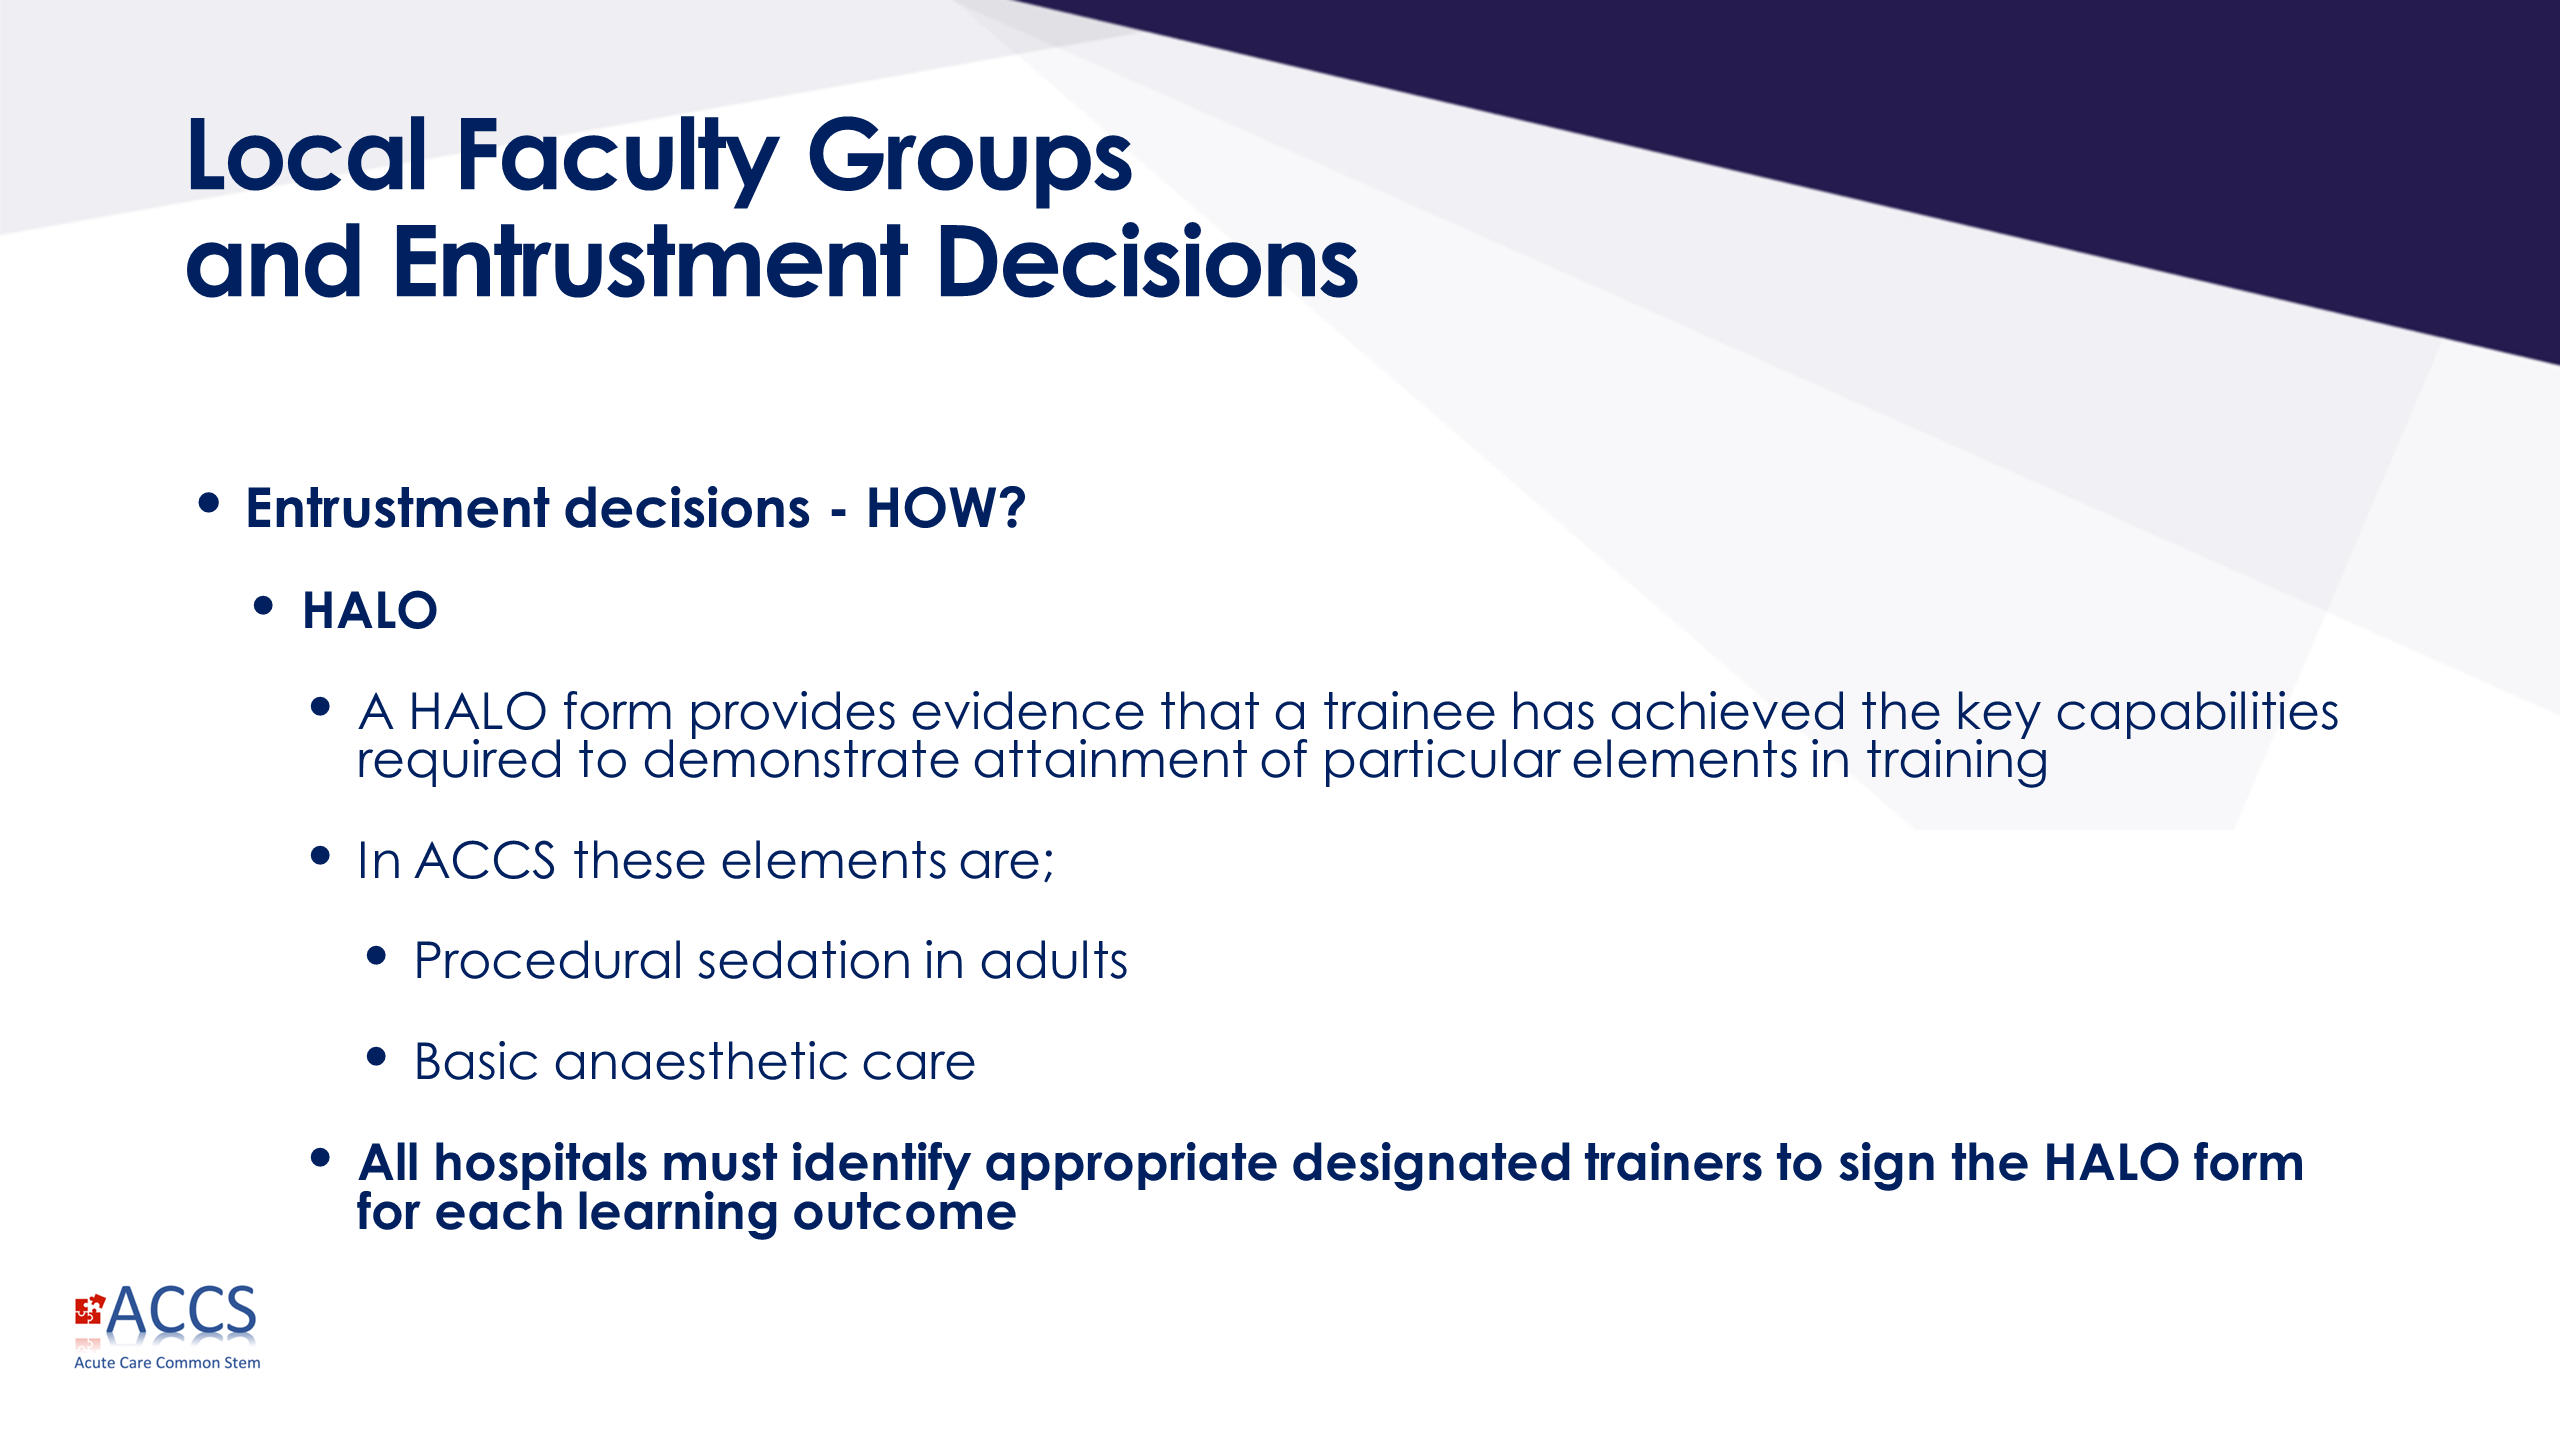 Local Faculty Groups
and Entrustment Decisions
• Entrustment decisions - HOW?
• HALO
• A HALO form provides evidence that a trainee has achieved the key capabilities
required to demonstrate attainment of particular elements in training
• In ACCS these elements are;
• Procedural sedation in adults
• Basic anaesthetic care
• All hospitals must identify appropriate designated trainers to sign the HALO form
for each learning outcome
ACCS
Acute Care Common Stem